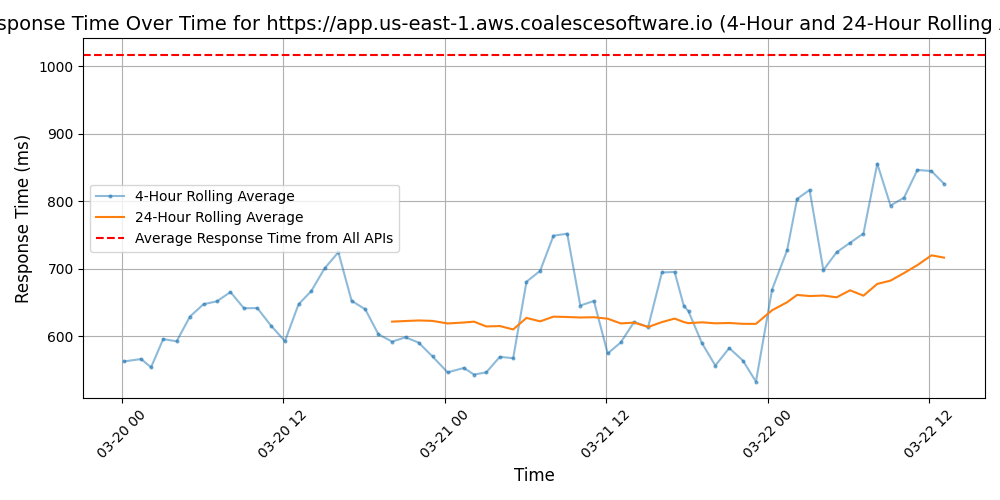 sponse Time Over Time for https://app.us-east-1.aws.coalescesoftware.io (4-Hour and 24-Hour Rolling
1000
900
800
700
600
Response Time (ms)
4-Hour Rolling Average
24-Hour Rolling Average
Average Response Time from All APIs
03-20 00
03-20 12
03-21 00
03-21 12
03-22 00
03-22 12
Time